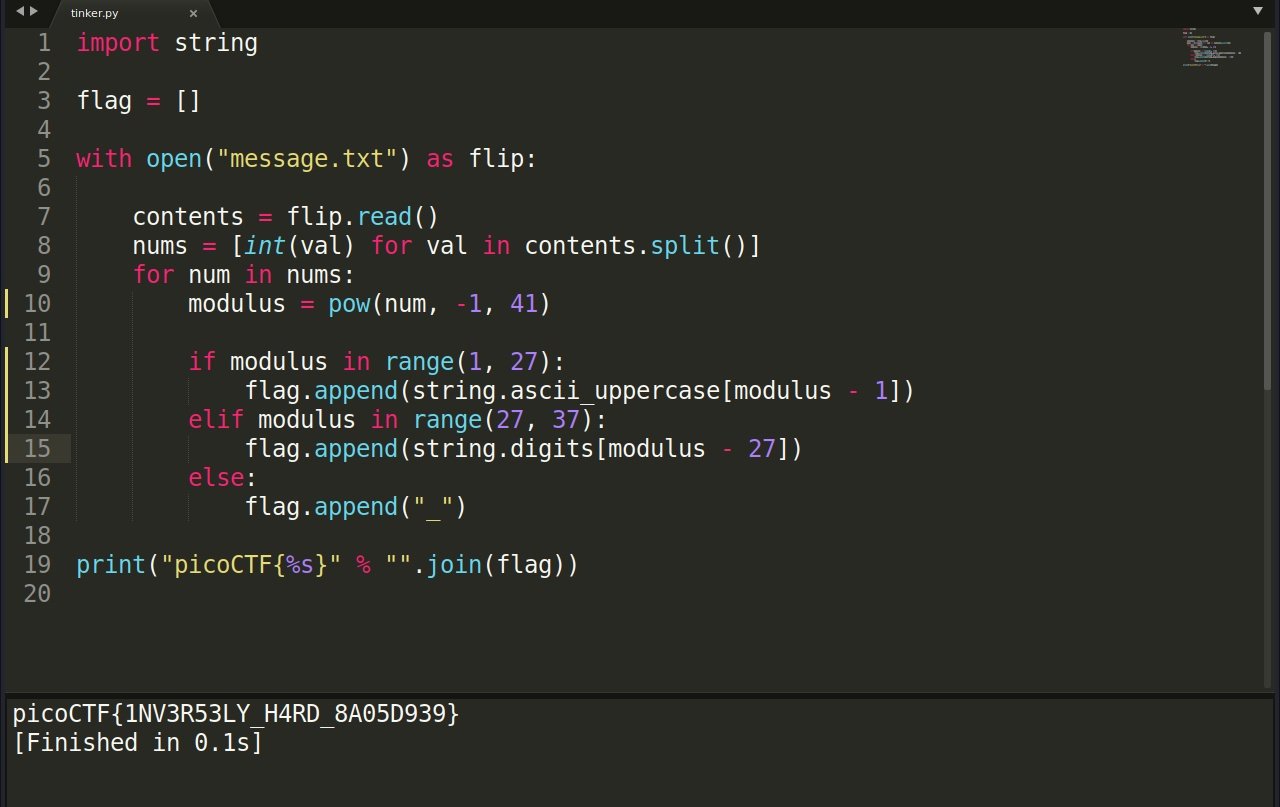 tinker.py ×
1 import string
2
3 flag = []
4
5 with open("message.txt") as flip:
6
7     contents = flip.read()
8     nums = [int(val) for val in contents.split()]
9     for num in nums:
10         modulus = pow(num, -1, 41)
11
12         if modulus in range(1, 27):
13             flag.append(string.ascii_uppercase[modulus - 1])
14         elif modulus in range(27, 37):
15             flag.append(string.digits[modulus - 27])
16         else:
17             flag.append("_")
18
19 print("picoCTF{%s}" % "".join(flag))
20
picoCTF{1NV3R53LY_H4RD_8A05D939}
[Finished in 0.1s]